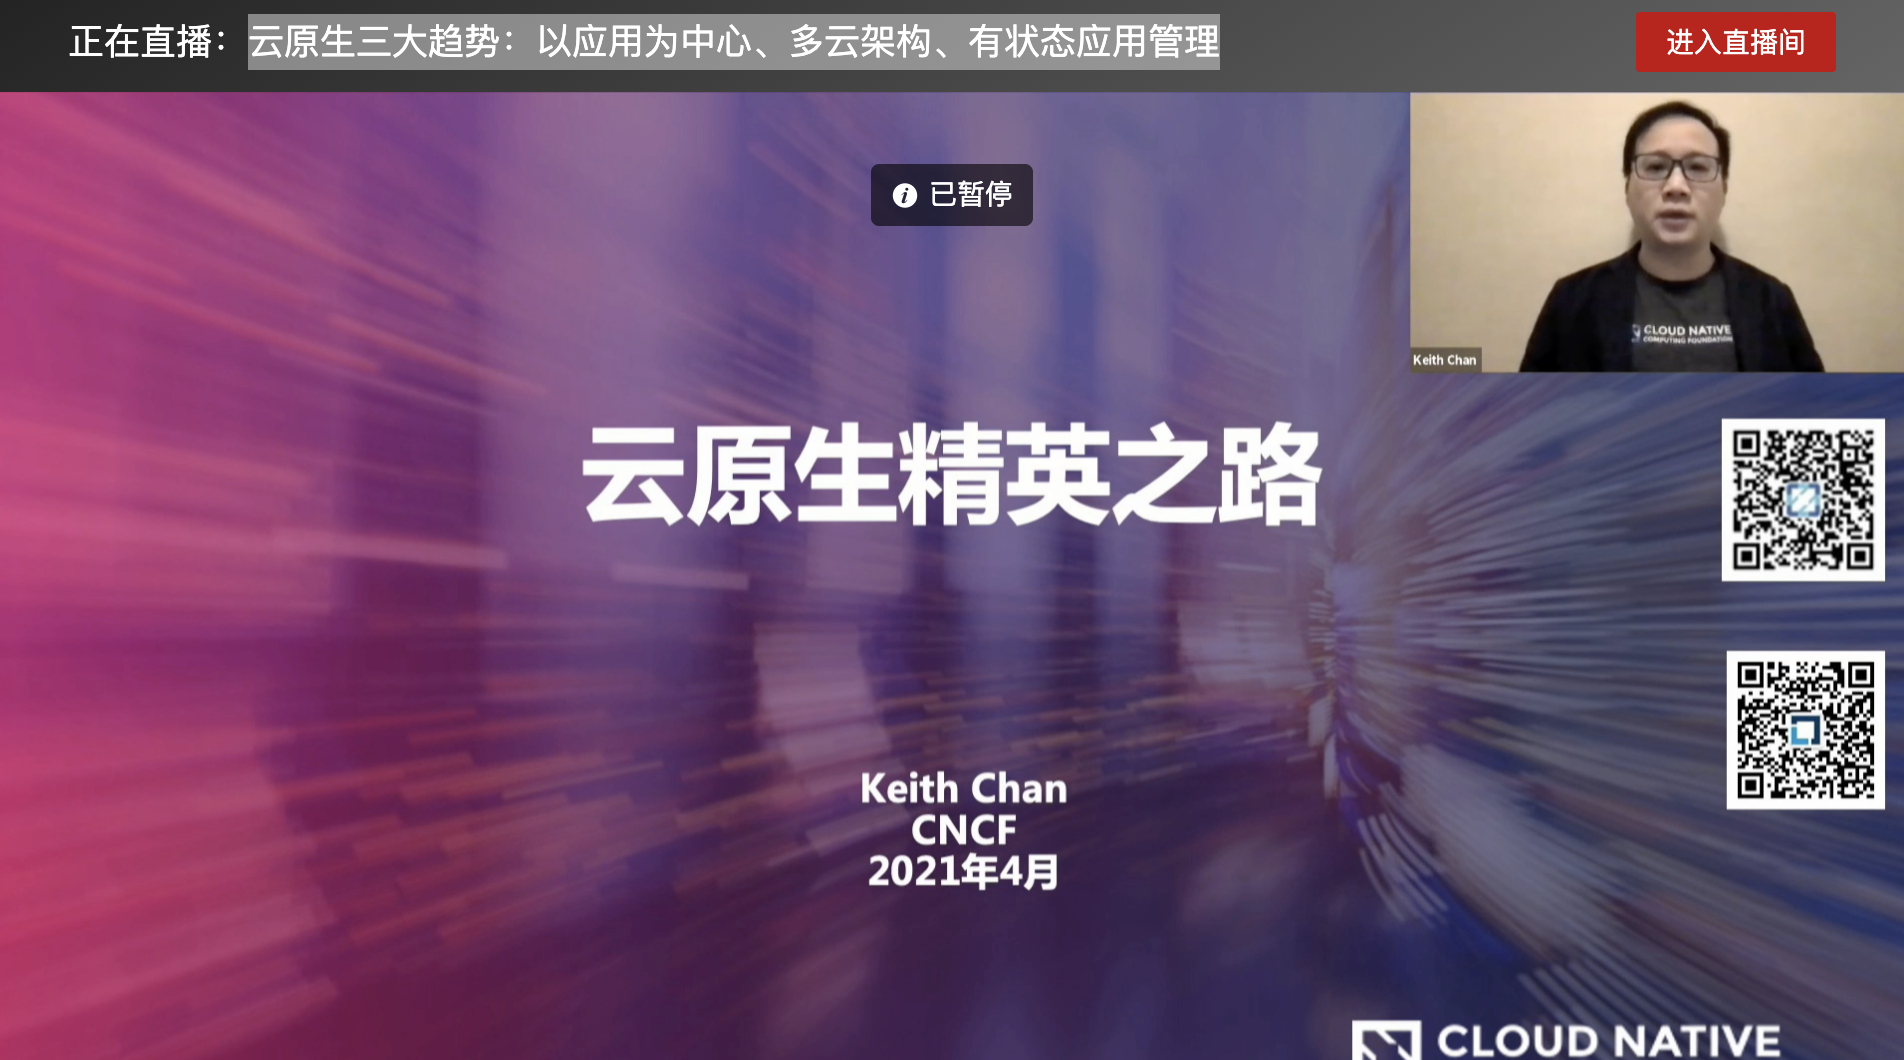 正在直播：云原生三大趋势：以应用为中心、多云架构、有状态应用管理
进入直播间
已暂停
CLOUD NATIVE
COMPUTING FOUNDATION
Keith Chan
云原生精英之路
Keith Chan
CNCF
2021年4月
CLOUD NATIVE